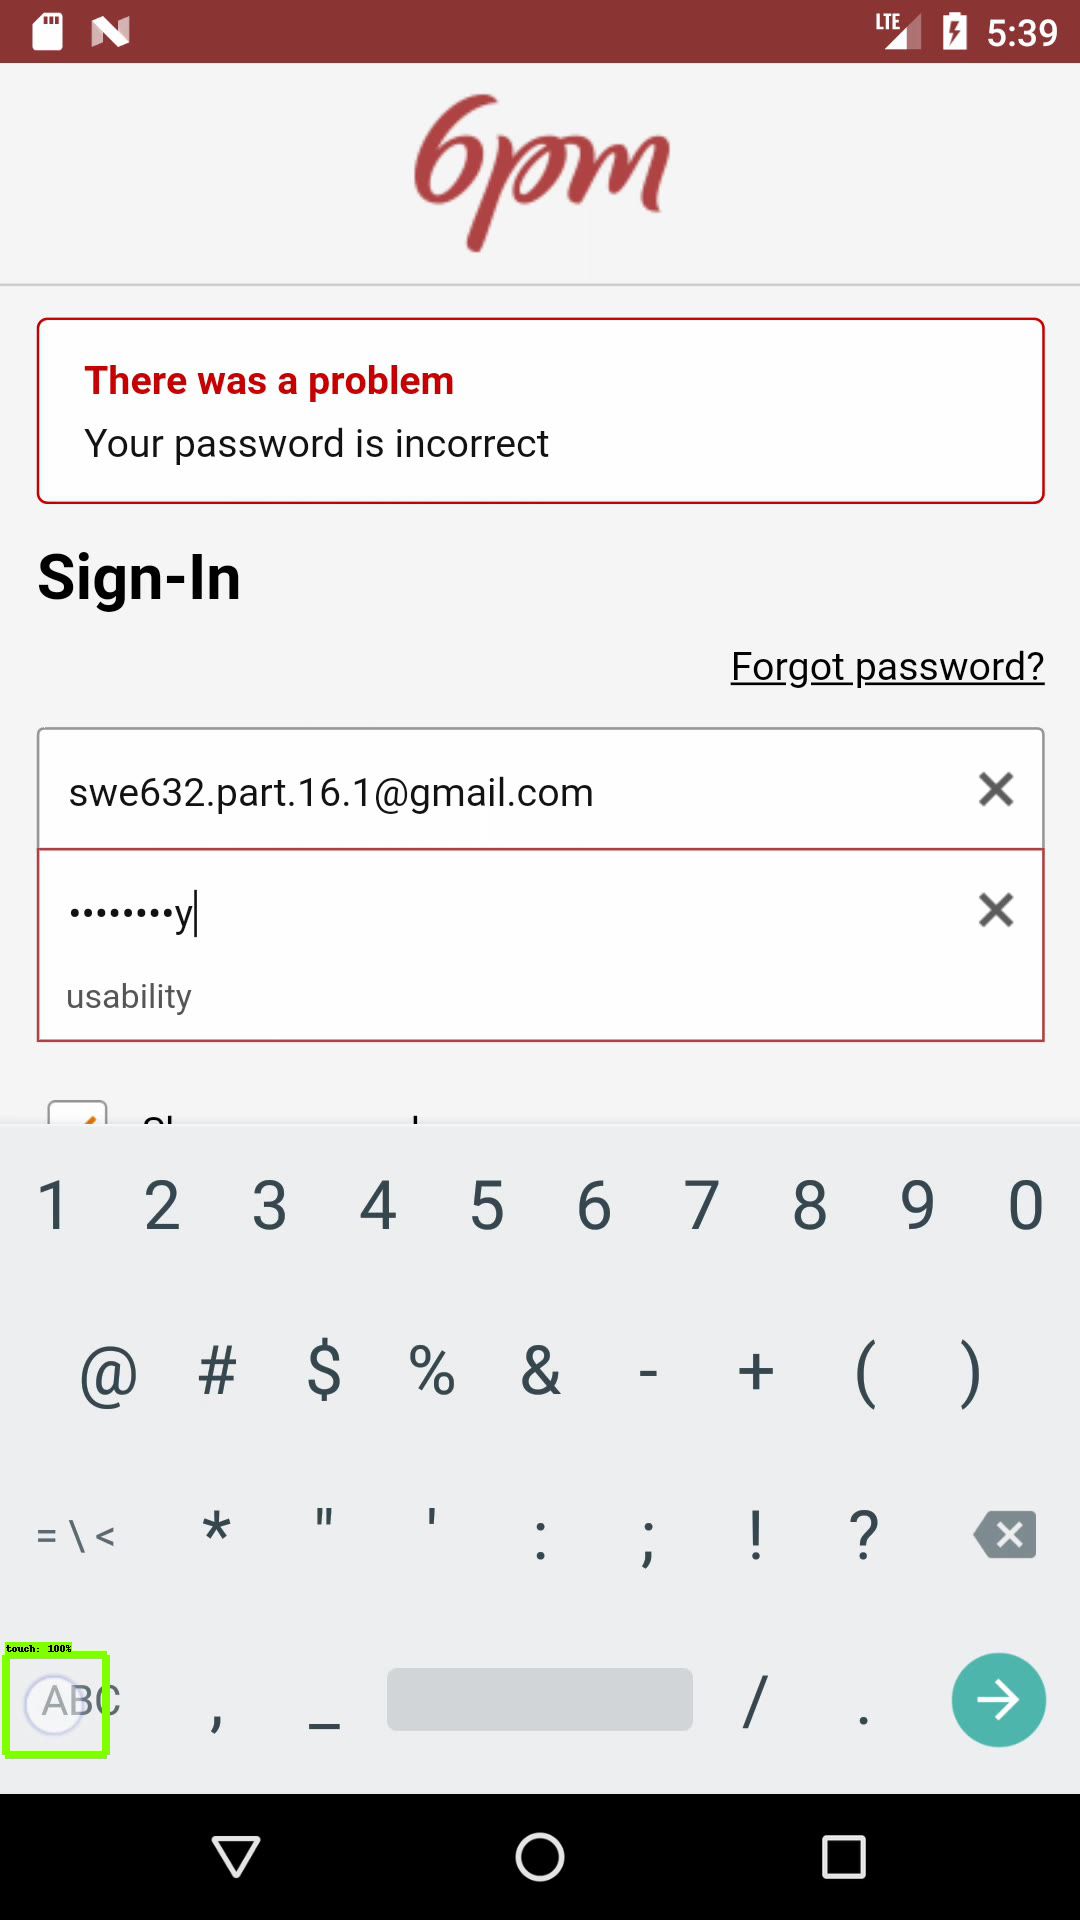 LTE 5:39
6pm
There was a problem
Your password is incorrect
Sign-In
Forgot password?
swe632.part.16.1@gmail.com
••••••••y
usability
1 2 3 4 5 6 7 8 9 0
@ # $ % & - + ( )
= \ < * " ' : ; ! ?
touch: 100%
ABC , _ / .